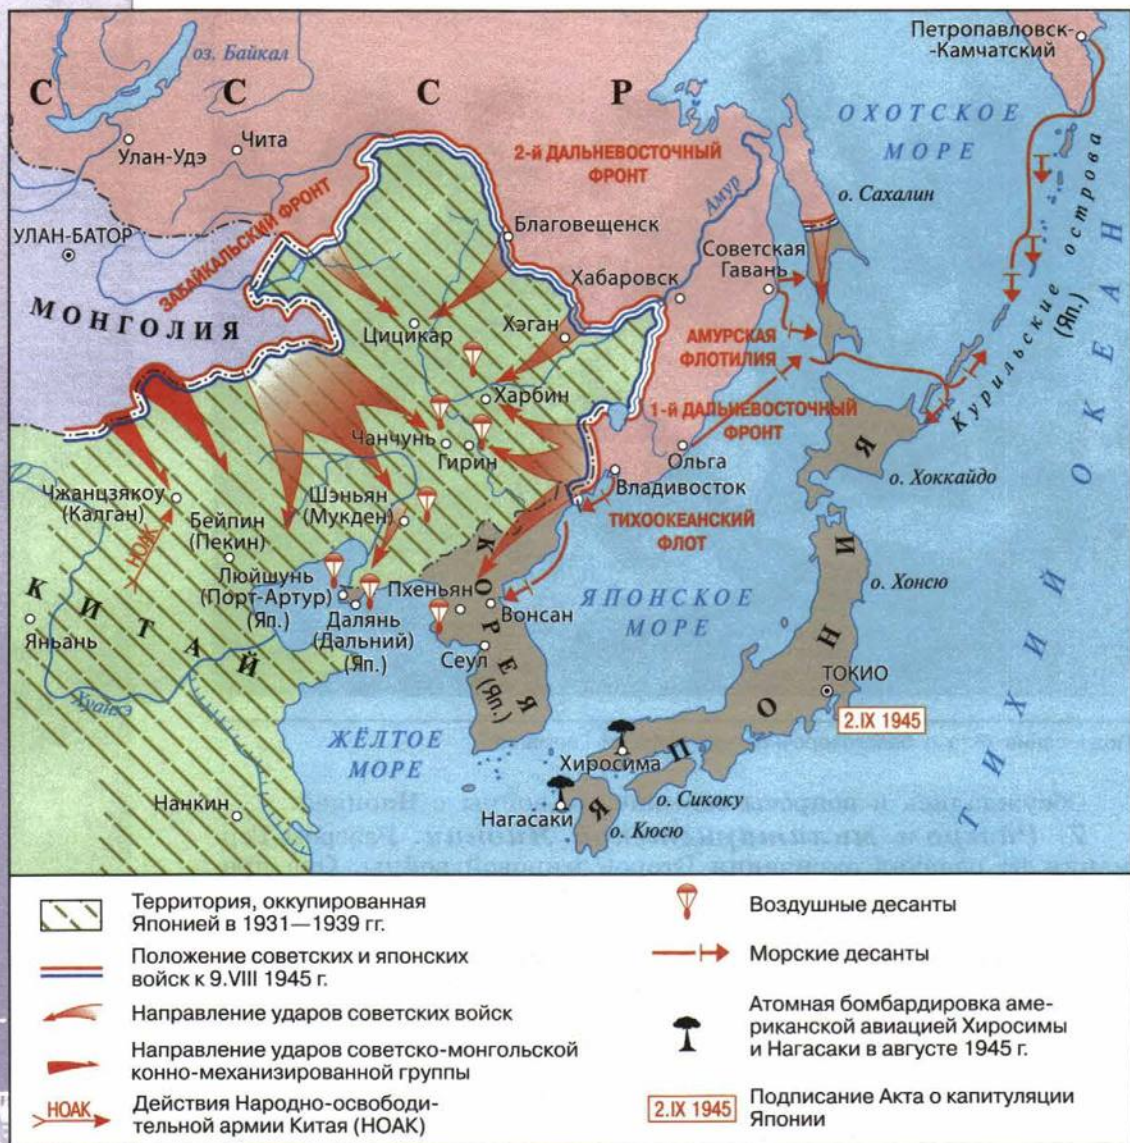 Петропавловск-
-Камчатский
оз. Байкал
С С С Р
ОХОТСКОЕ
МОРЕ
Улан-Удэ
Чита
2-й ДАЛЬНЕВОСТОЧНЫЙ
ФРОНТ
Амур
о. Сахалин
УЛАН-БАТОР
ЗАБАЙКАЛЬСКИЙ ФРОНТ
Благовещенск
Советская
Гавань
Хабаровск
Курильские острова
(Яп.)
МОНГОЛИЯ
Цицикар
Хэган
АМУРСКАЯ
ФЛОТИЛИЯ
Харбин
1-й ДАЛЬНЕВОСТОЧНЫЙ
ФРОНТ
Чанчунь
Гирин
Ольга
Владивосток
о. Хоккайдо
Чжанцзякоу
(Калган)
Шэньян
(Мукден)
НОАК
Бейпин
(Пекин)
ТИХООКЕАНСКИЙ
ФЛОТ
Люйшунь
(Порт-Артур)
(Яп.)
Далянь
(Дальний)
(Яп.)
Пхеньян
Вонсан
КОРЕЯ
(Яп.)
Сеул
ЯПОНСКОЕ
МОРЕ
о. Хонсю
КИТАЙ
Яньань
Хуанхэ
ТОКИО
2.IX 1945
ЯПОНИЯ
ТИХИЙ ОКЕАН
ЖЁЛТОЕ
МОРЕ
Хиросима
Нагасаки
о. Сикоку
о. Кюсю
Нанкин
Территория, оккупированная
Японией в 1931—1939 гг.
Положение советских и японских
войск к 9.VIII 1945 г.
Направление ударов советских войск
Направление ударов советско-монгольской
конно-механизированной группы
НОАК
Действия Народно-освободи-
тельной армии Китая (НОАК)
Воздушные десанты
Морские десанты
Атомная бомбардировка аме-
риканской авиацией Хиросимы
и Нагасаки в августе 1945 г.
2.IX 1945
Подписание Акта о капитуляции
Японии